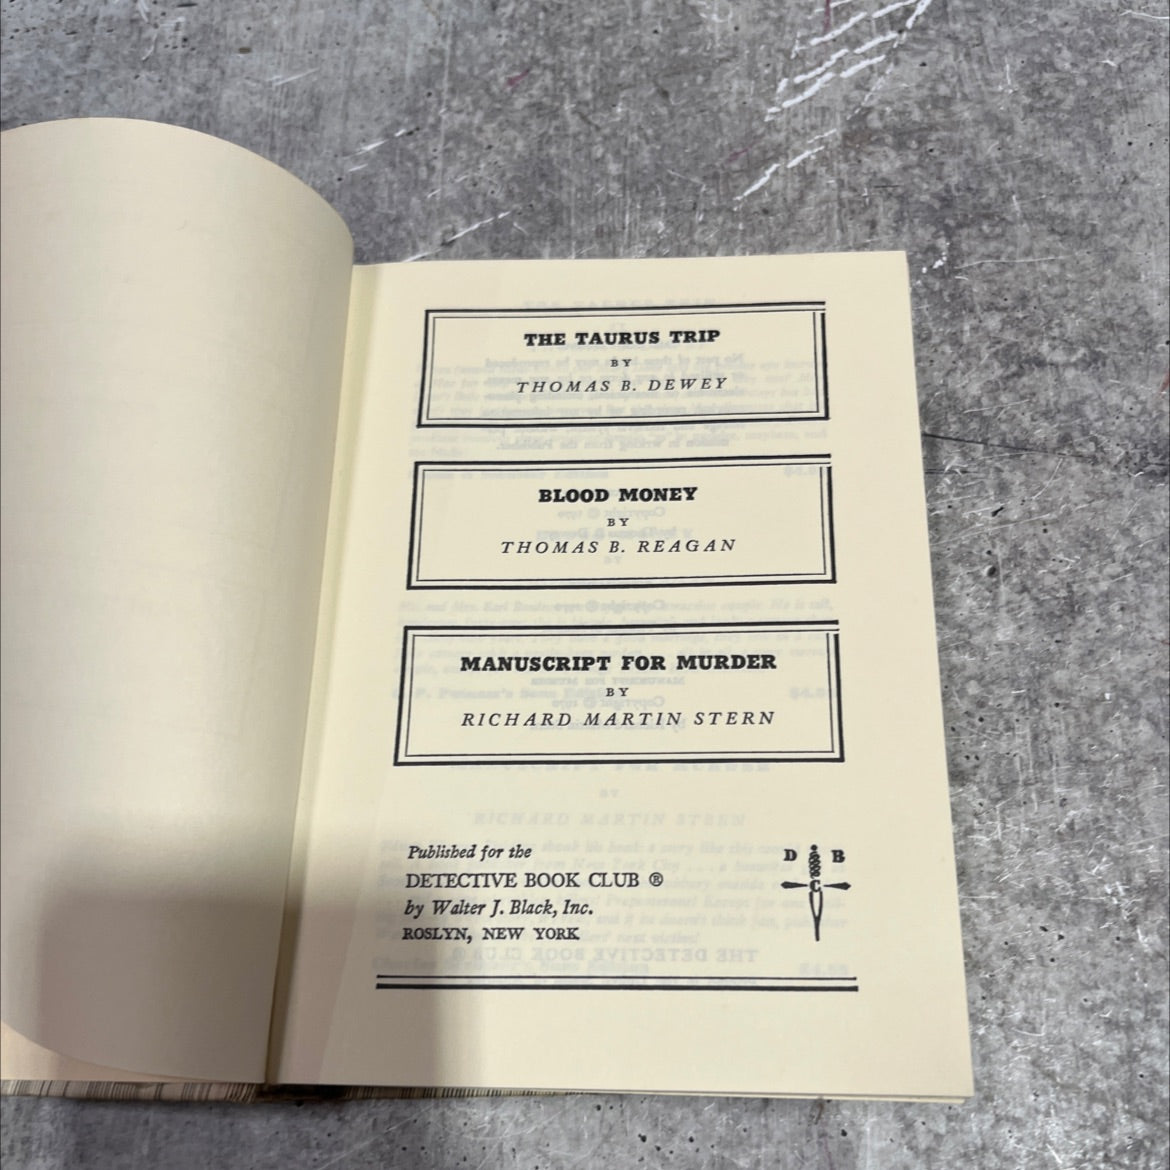 THE TAURUS TRIP
BY
THOMAS B. DEWEY
BLOOD MONEY
BY
THOMAS B. REAGAN
MANUSCRIPT FOR MURDER
BY
RICHARD MARTIN STERN
Published for the
DETECTIVE BOOK CLUB ®
by Walter J. Black, Inc.
ROSLYN, NEW YORK
D B
C